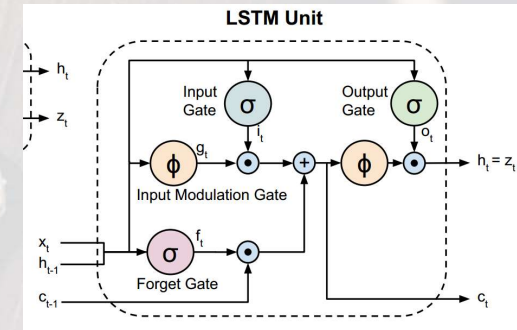 LSTM Unit
h_t
z_t
Input
Gate
σ
i_t
Output
Gate
σ
o_t
ϕ
g_t
+
ϕ
h_t = z_t
Input Modulation Gate
x_t
h_t-1
σ
f_t
Forget Gate
c_t-1
c_t